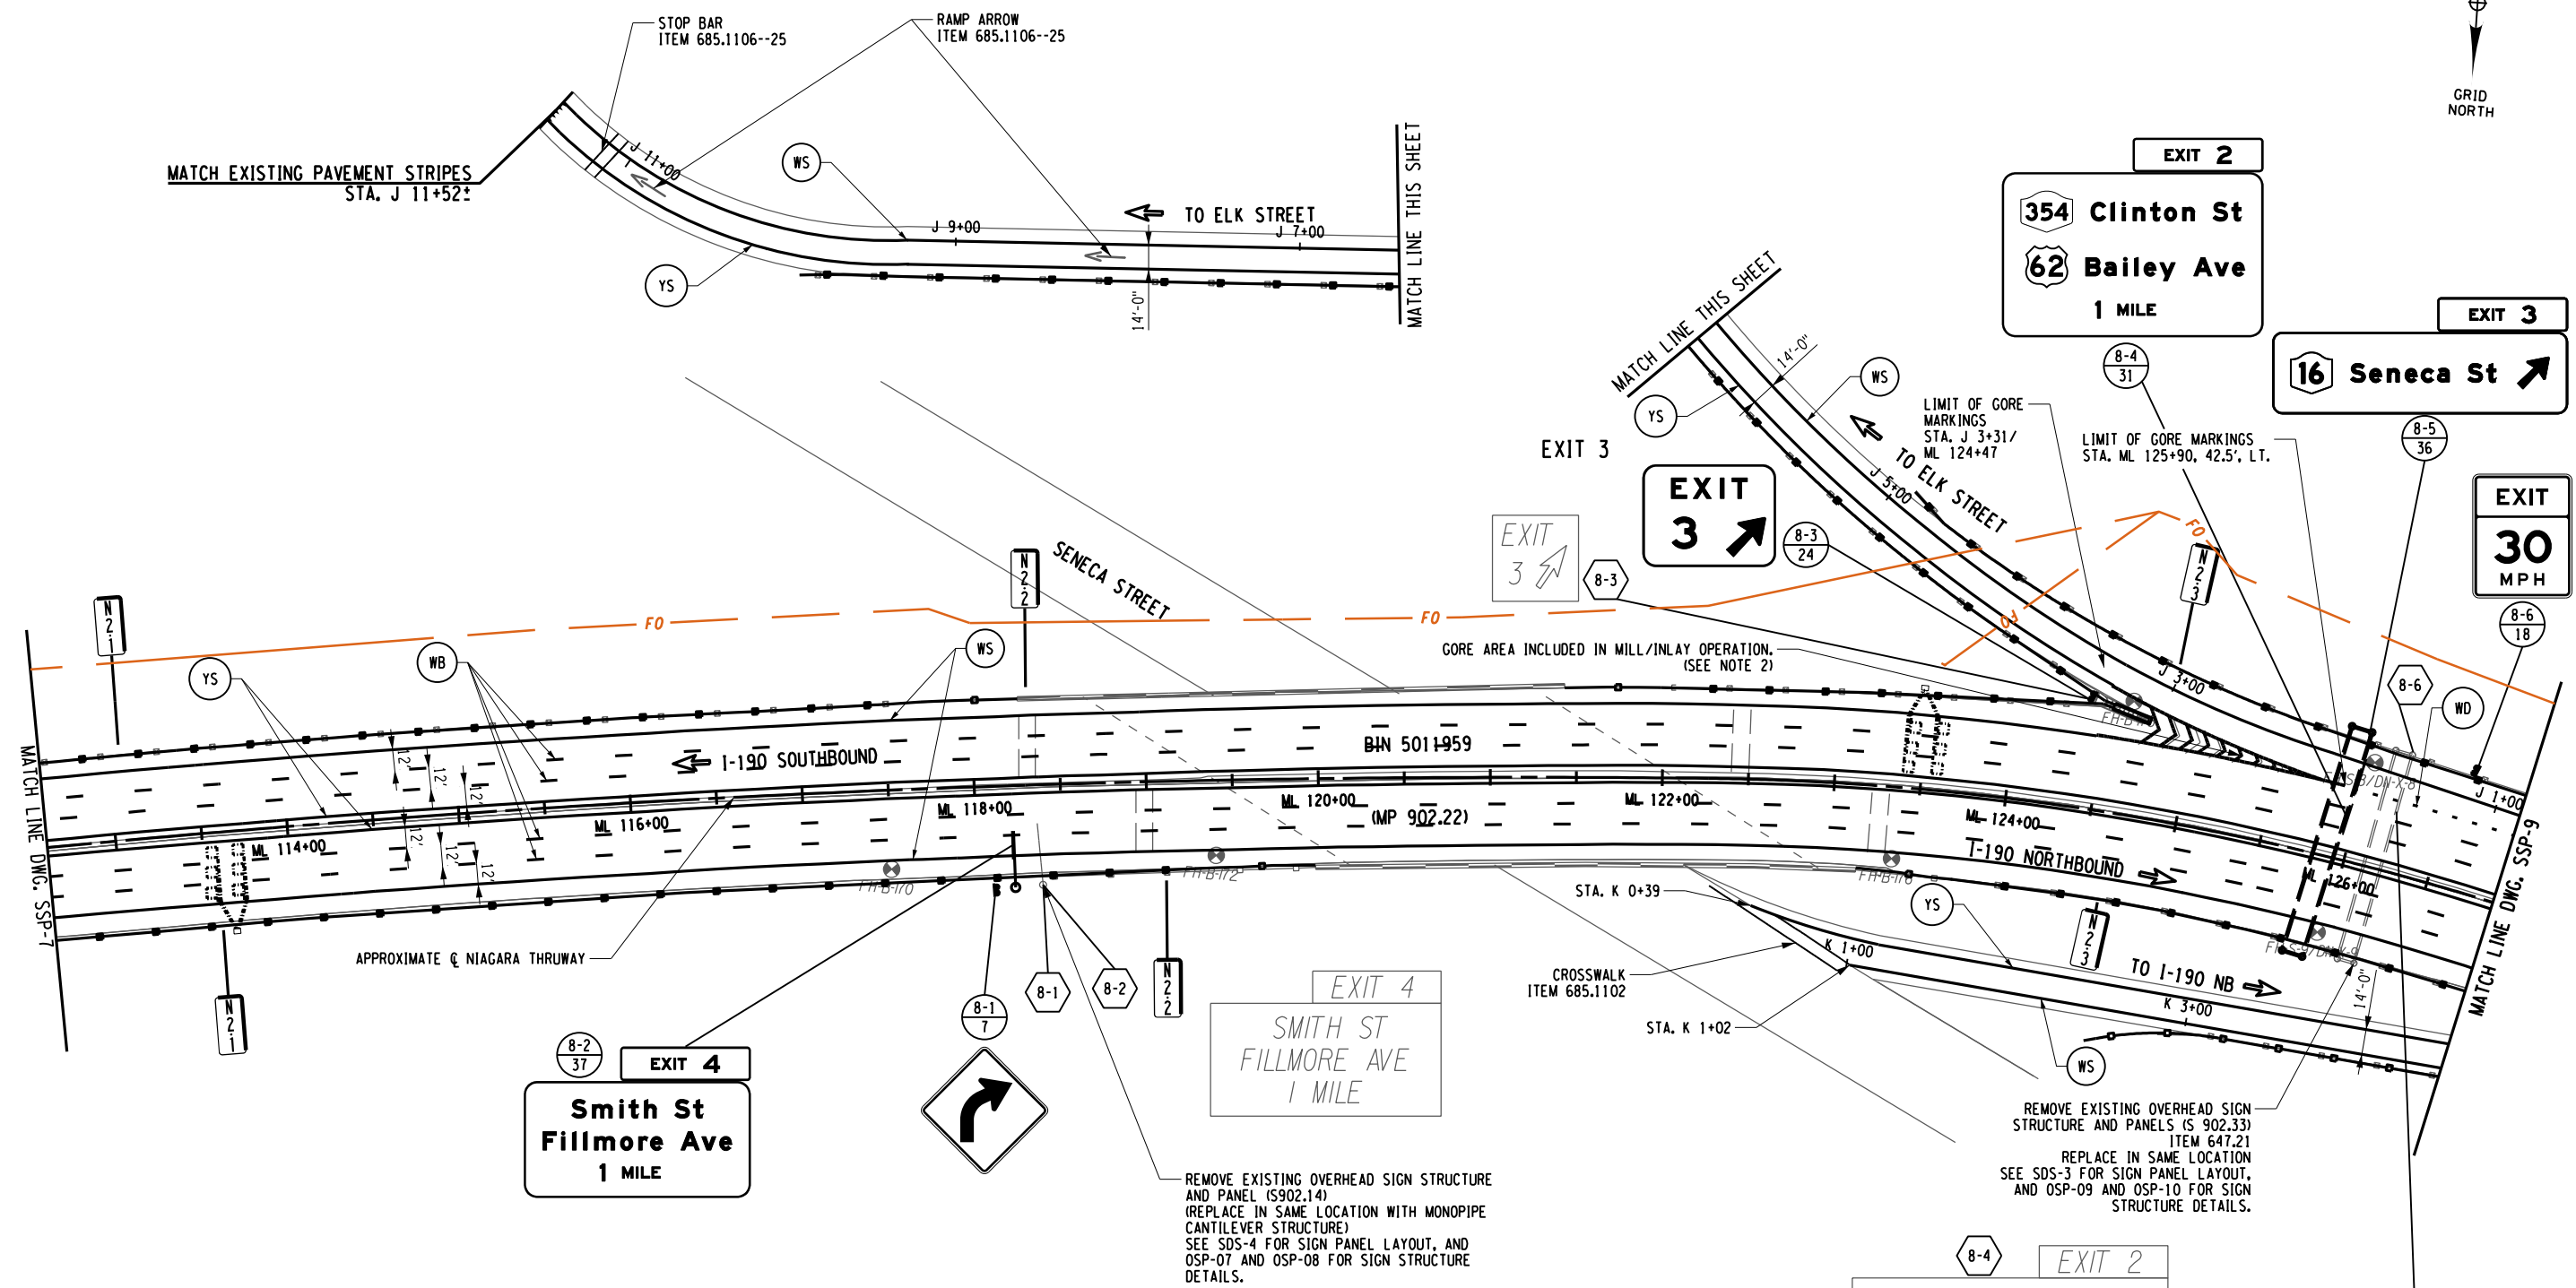 STOP BAR
ITEM 685.1106--25
RAMP ARROW
ITEM 685.1106--25
GRID
NORTH
MATCH EXISTING PAVEMENT STRIPES
STA. J 11+52±
J 11+00
WS
TO ELK STREET
J 9+00
J 7+00
YS
14'-0"
MATCH LINE THIS SHEET
EXIT 2
354 Clinton St
62 Bailey Ave
1 MILE
8-4
31
EXIT 3
16 Seneca St
8-5
36
EXIT
30
MPH
8-6
18
MATCH LINE THIS SHEET
14'-0"
WS
YS
LIMIT OF GORE
MARKINGS
STA. J 3+31/
ML 124+47
LIMIT OF GORE MARKINGS
STA. ML 125+90, 42.5', LT.
EXIT 3
EXIT
3
8-3
24
EXIT
3
8-3
TO ELK STREET
J 5+00
FO
FO
FO
FO
N
2.3
J 3+00
8-6
WD
J 1+00
GORE AREA INCLUDED IN MILL/INLAY OPERATION.
(SEE NOTE 2)
SENECA STREET
N
2.2
N
2.1
YS
WB
WS
MATCH LINE DWG. SSP-7
I-190 SOUTHBOUND
BIN 5011959
12'
12'
12'
12'
12'
12'
ML 114+00
ML 116+00
ML 118+00
ML 120+00
ML 122+00
ML 124+00
ML 126+00
(MP 902.22)
I-190 NORTHBOUND
FH-B-170
FH-B-172
MATCH LINE DWG. SSP-9
APPROXIMATE ℄ NIAGARA THRUWAY
N
2.1
8-1
7
8-1
8-2
N
2.2
STA. K 0+39
YS
K 1+00
CROSSWALK
ITEM 685.1102
STA. K 1+02
N
2.3
TO I-190 NB
K 3+00
14'-0"
WS
8-2
37
EXIT 4
Smith St
Fillmore Ave
1 MILE
EXIT 4
SMITH ST
FILLMORE AVE
1 MILE
REMOVE EXISTING OVERHEAD SIGN STRUCTURE
AND PANEL (S902.14)
(REPLACE IN SAME LOCATION WITH MONOPIPE
CANTILEVER STRUCTURE)
SEE SDS-4 FOR SIGN PANEL LAYOUT, AND
OSP-07 AND OSP-08 FOR SIGN STRUCTURE
DETAILS.
REMOVE EXISTING OVERHEAD SIGN
STRUCTURE AND PANELS (S 902.33)
ITEM 647.21
REPLACE IN SAME LOCATION
SEE SDS-3 FOR SIGN PANEL LAYOUT,
AND OSP-09 AND OSP-10 FOR SIGN
STRUCTURE DETAILS.
8-4
EXIT 2